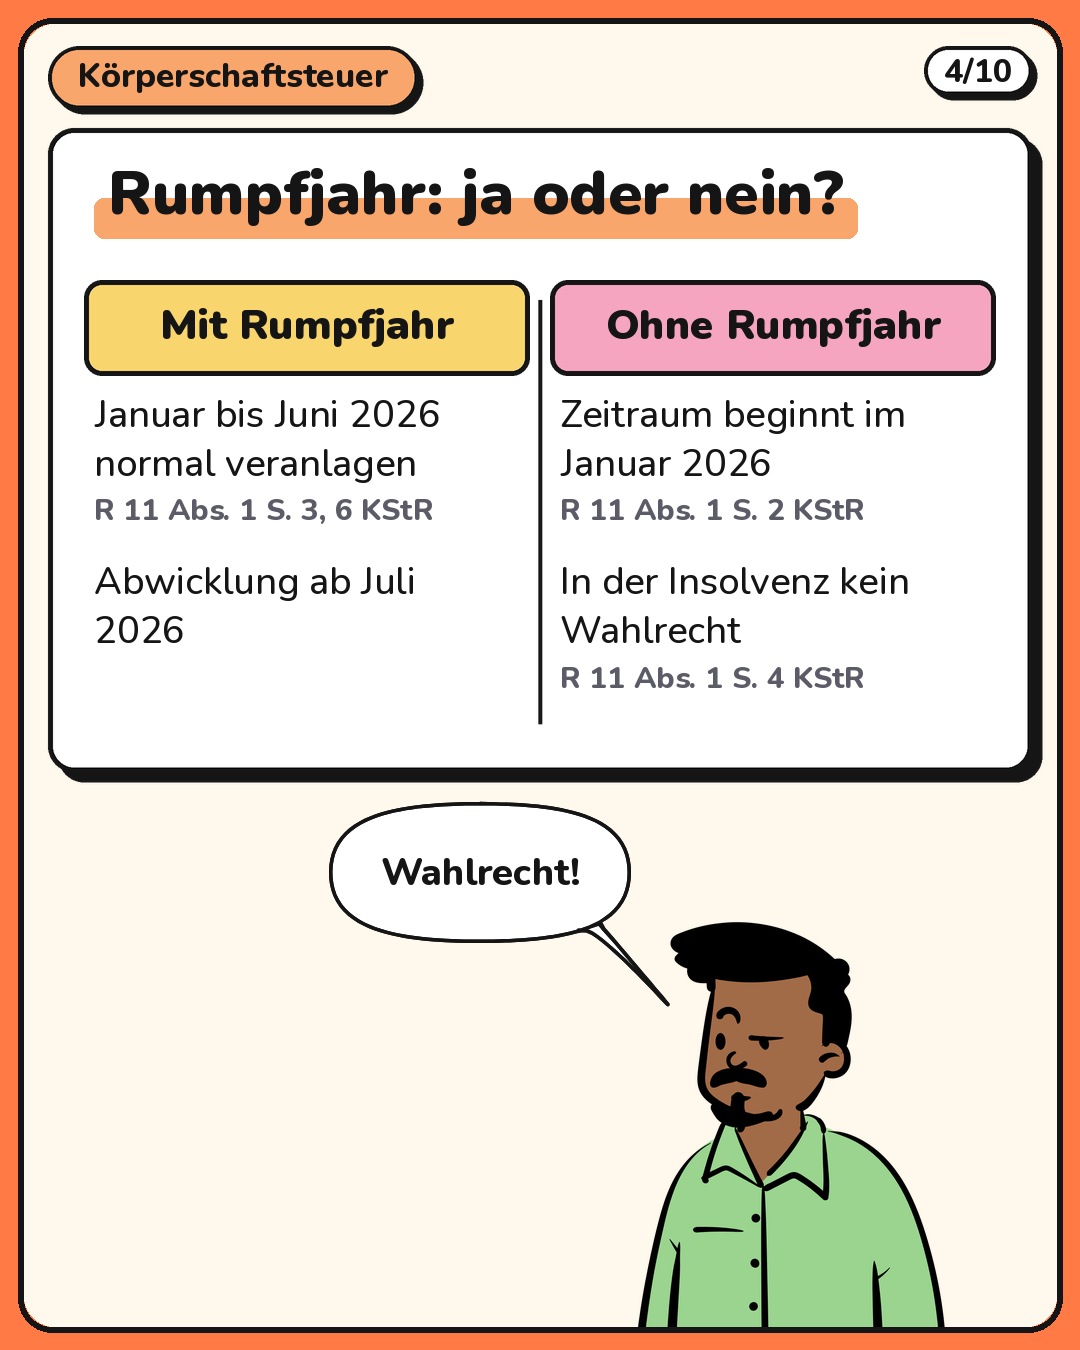 Körperschaftsteuer
4/10
Rumpfjahr: ja oder nein?
Mit Rumpfjahr
Januar bis Juni 2026
normal veranlagen
R 11 Abs. 1 S. 3, 6 KStR
Abwicklung ab Juli
2026
Ohne Rumpfjahr
Zeitraum beginnt im
Januar 2026
R 11 Abs. 1 S. 2 KStR
In der Insolvenz kein
Wahlrecht
R 11 Abs. 1 S. 4 KStR
Wahlrecht!